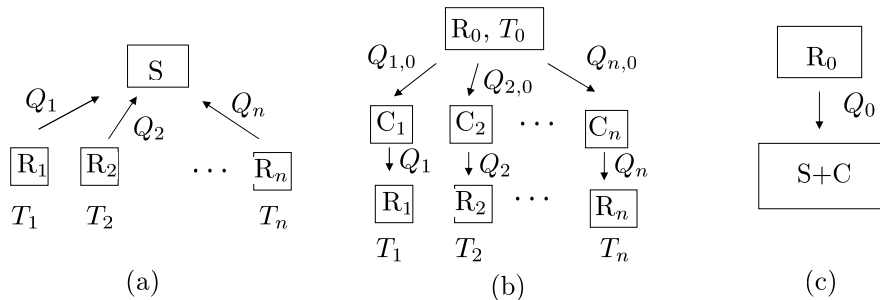 R₀, T₀
S
R₀
Q₁,₀
Qₙ,₀
Q₂,₀
Q₁
Qₙ
Q₀
Q₂
C₁
C₂
···
Cₙ
R₁
R₂
···
Rₙ
Q₁
Q₂
Qₙ
S+C
T₁
T₂
Tₙ
R₁
R₂
···
Rₙ
T₁
T₂
Tₙ
(a)
(b)
(c)